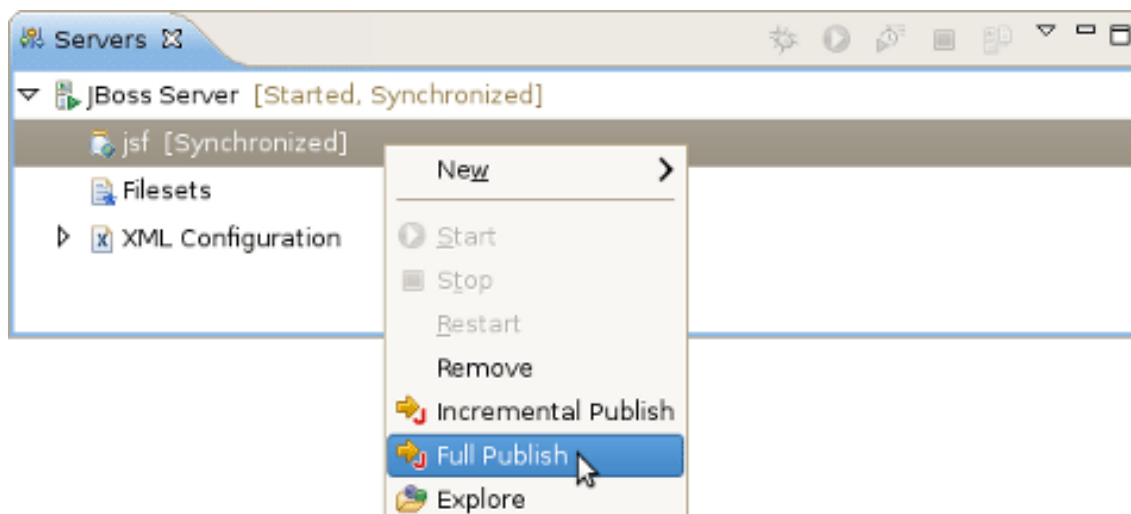 Servers
JBoss Server [Started, Synchronized]
jsf [Synchronized]
New
Filesets
XML Configuration
Start
Stop
Restart
Remove
Incremental Publish
Full Publish
Explore